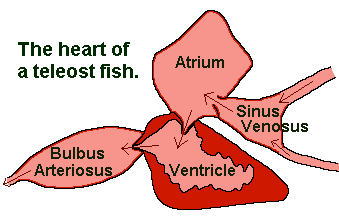 The heart of
a teleost fish.
Atrium
Sinus
Venosus
Bulbus
Arteriosus
Ventricle